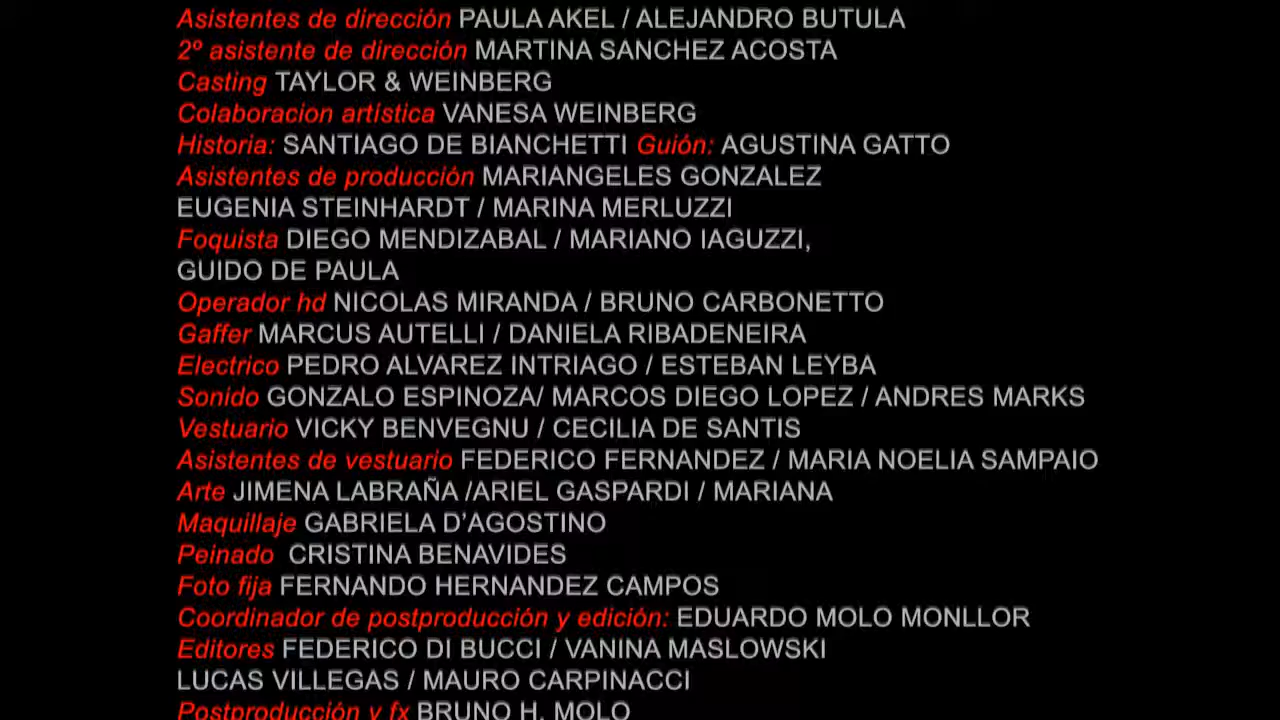 Asistentes de dirección PAULA AKEL / ALEJANDRO BUTULA
2º asistente de dirección MARTINA SANCHEZ ACOSTA
Casting TAYLOR & WEINBERG
Colaboracion artística VANESA WEINBERG
Historia: SANTIAGO DE BIANCHETTI Guión: AGUSTINA GATTO
Asistentes de producción MARIANGELES GONZALEZ
EUGENIA STEINHARDT / MARINA MERLUZZI
Foquista DIEGO MENDIZABAL / MARIANO IAGUZZI,
GUIDO DE PAULA
Operador hd NICOLAS MIRANDA / BRUNO CARBONETTO
Gaffer MARCUS AUTELLI / DANIELA RIBADENEIRA
Electrico PEDRO ALVAREZ INTRIAGO / ESTEBAN LEYBA
Sonido GONZALO ESPINOZA/ MARCOS DIEGO LOPEZ / ANDRES MARKS
Vestuario VICKY BENVEGNU / CECILIA DE SANTIS
Asistentes de vestuario FEDERICO FERNANDEZ / MARIA NOELIA SAMPAIO
Arte JIMENA LABRAÑA /ARIEL GASPARDI / MARIANA
Maquillaje GABRIELA D’AGOSTINO
Peinado CRISTINA BENAVIDES
Foto fija FERNANDO HERNANDEZ CAMPOS
Coordinador de postproducción y edición: EDUARDO MOLO MONLLOR
Editores FEDERICO DI BUCCI / VANINA MASLOWSKI
LUCAS VILLEGAS / MAURO CARPINACCI
Postproducción y fx BRUNO H. MOLO